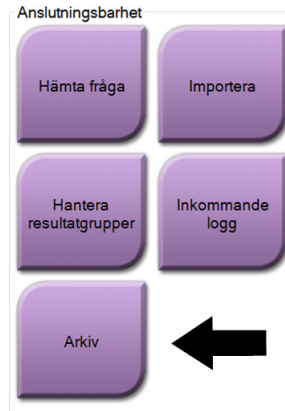 Anslutningsbarhet
Hämta fråga
Importera
Hantera
resultatgrupper
Inkommande
logg
Arkiv